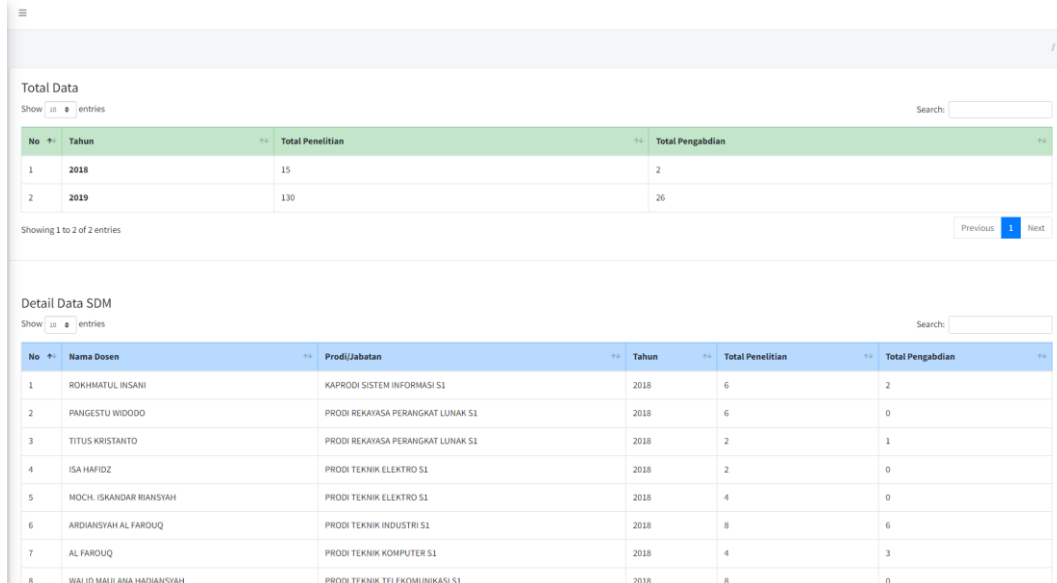 /
Total Data
Show 10 entries Search:
No Tahun Total Penelitian Total Pengabdian
1 2018 15 2
2 2019 130 26
Showing 1 to 2 of 2 entries Previous 1 Next
Detail Data SDM
Show 10 entries Search:
No Nama Dosen Prodi/Jabatan Tahun Total Penelitian Total Pengabdian
1 ROKHMATUL INSANI KAPRODI SISTEM INFORMASI S1 2018 6 2
2 PANGESTU WIDODO PRODI REKAYASA PERANGKAT LUNAK S1 2018 6 0
3 TITUS KRISTANTO PRODI REKAYASA PERANGKAT LUNAK S1 2018 2 1
4 ISA HAFIDZ PRODI TEKNIK ELEKTRO S1 2018 2 0
5 MOCH. ISKANDAR RIANSYAH PRODI TEKNIK ELEKTRO S1 2018 4 0
6 ARDIANSYAH AL FAROUQ PRODI TEKNIK INDUSTRI S1 2018 8 6
7 AL FAROUQ PRODI TEKNIK KOMPUTER S1 2018 4 3
8 WALID MAULANA HADIANSYAH PRODI TEKNIK TELEKOMUNIKASI S1 2018 8 0